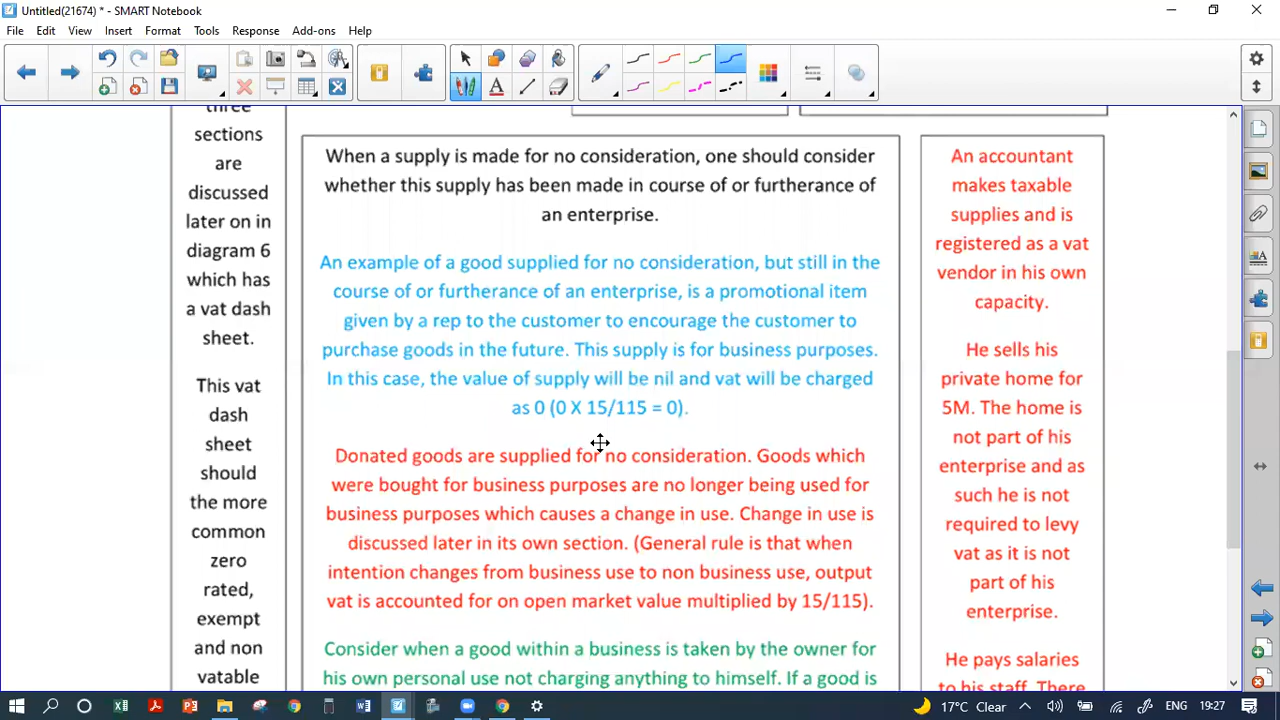 Untitled(21674) * - SMART Notebook
File Edit View Insert Format Tools Response Add-ons Help
three
sections
are
discussed
later on in
diagram 6
which has
a vat dash
sheet.
This vat
dash
sheet
should
the more
common
zero
rated,
exempt
and non
vatable
When a supply is made for no consideration, one should consider
whether this supply has been made in course of or furtherance of
an enterprise.
An example of a good supplied for no consideration, but still in the
course of or furtherance of an enterprise, is a promotional item
given by a rep to the customer to encourage the customer to
purchase goods in the future. This supply is for business purposes.
In this case, the value of supply will be nil and vat will be charged
as 0 (0 X 15/115 = 0).
Donated goods are supplied for no consideration. Goods which
were bought for business purposes are no longer being used for
business purposes which causes a change in use. Change in use is
discussed later in its own section. (General rule is that when
intention changes from business use to non business use, output
vat is accounted for on open market value multiplied by 15/115).
Consider when a good within a business is taken by the owner for
his own personal use not charging anything to himself. If a good is
An accountant
makes taxable
supplies and is
registered as a vat
vendor in his own
capacity.
He sells his
private home for
5M. The home is
not part of his
enterprise and as
such he is not
required to levy
vat as it is not
part of his
enterprise.
He pays salaries
to his staff. There
17°C Clear
ENG
19:27